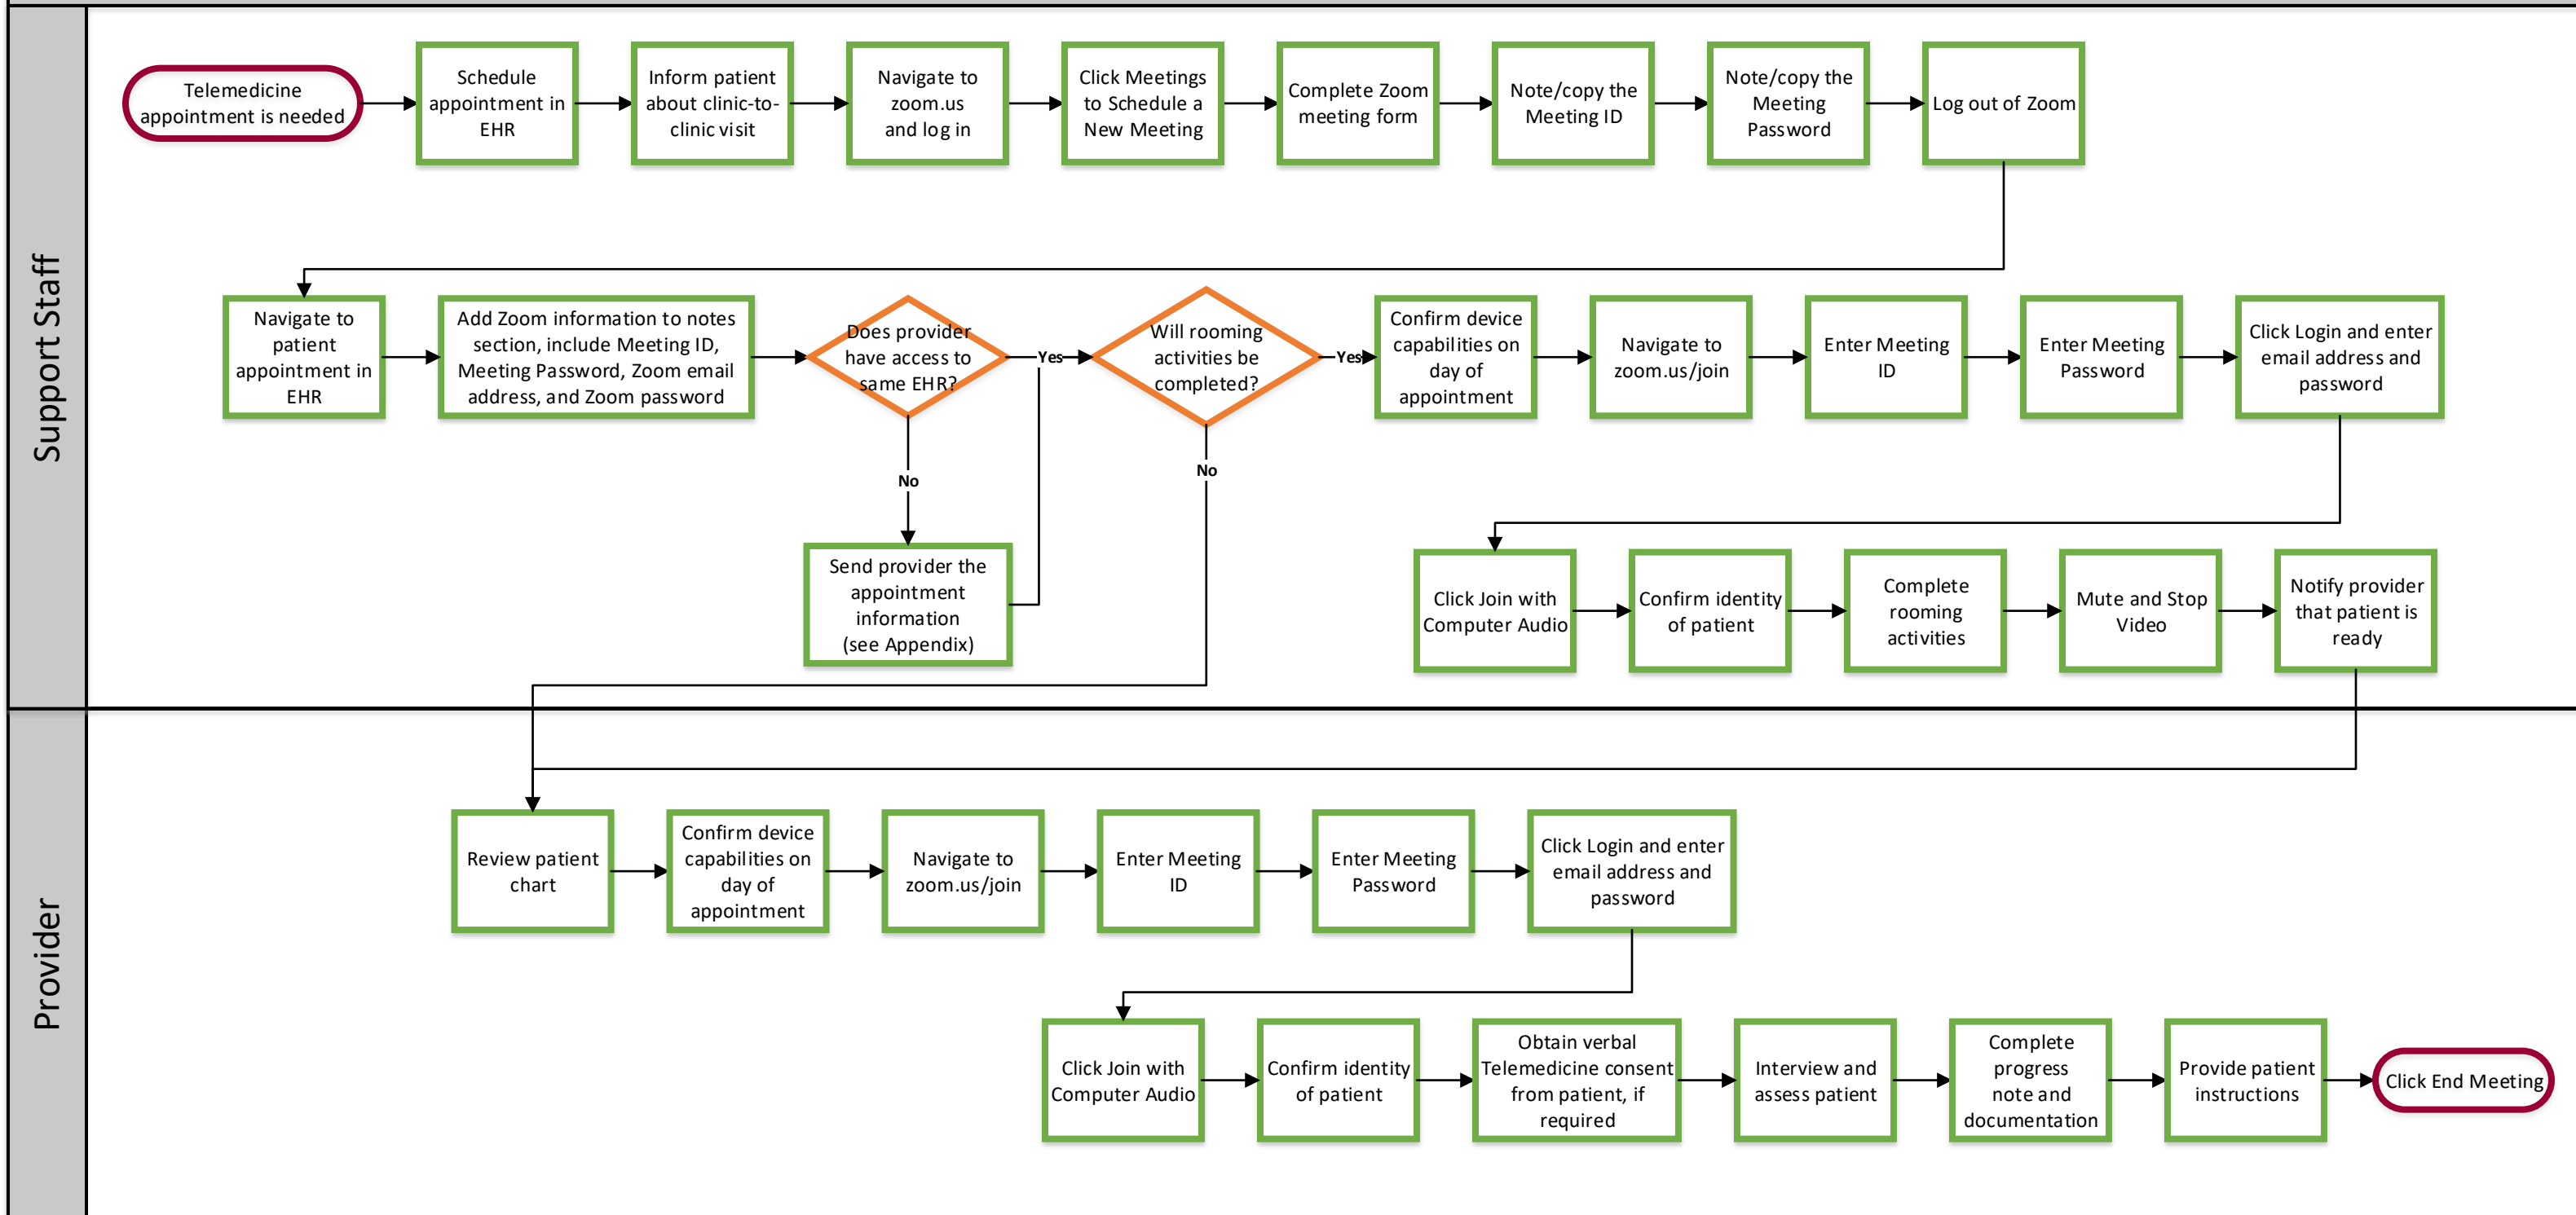 Support Staff
Telemedicine
appointment is needed
Schedule
appointment in
EHR
Inform patient
about clinic-to-
clinic visit
Navigate to
zoom.us
and log in
Click Meetings
to Schedule a
New Meeting
Complete Zoom
meeting form
Note/copy the
Meeting ID
Note/copy the
Meeting
Password
Log out of Zoom
Navigate to
patient
appointment in
EHR
Add Zoom information to notes
section, include Meeting ID,
Meeting Password, Zoom email
address, and Zoom password
Does provider
have access to
same EHR?
Yes
No
Send provider the
appointment
information
(see Appendix)
Will rooming
activities be
completed?
Yes
No
Confirm device
capabilities on
day of
appointment
Navigate to
zoom.us/join
Enter Meeting
ID
Enter Meeting
Password
Click Login and enter
email address and
password
Click Join with
Computer Audio
Confirm identity
of patient
Complete
rooming
activities
Mute and Stop
Video
Notify provider
that patient is
ready
Provider
Review patient
chart
Confirm device
capabilities on
day of
appointment
Navigate to
zoom.us/join
Enter Meeting
ID
Enter Meeting
Password
Click Login and enter
email address and
password
Click Join with
Computer Audio
Confirm identity
of patient
Obtain verbal
Telemedicine consent
from patient, if
required
Interview and
assess patient
Complete
progress
note and
documentation
Provide patient
instructions
Click End Meeting